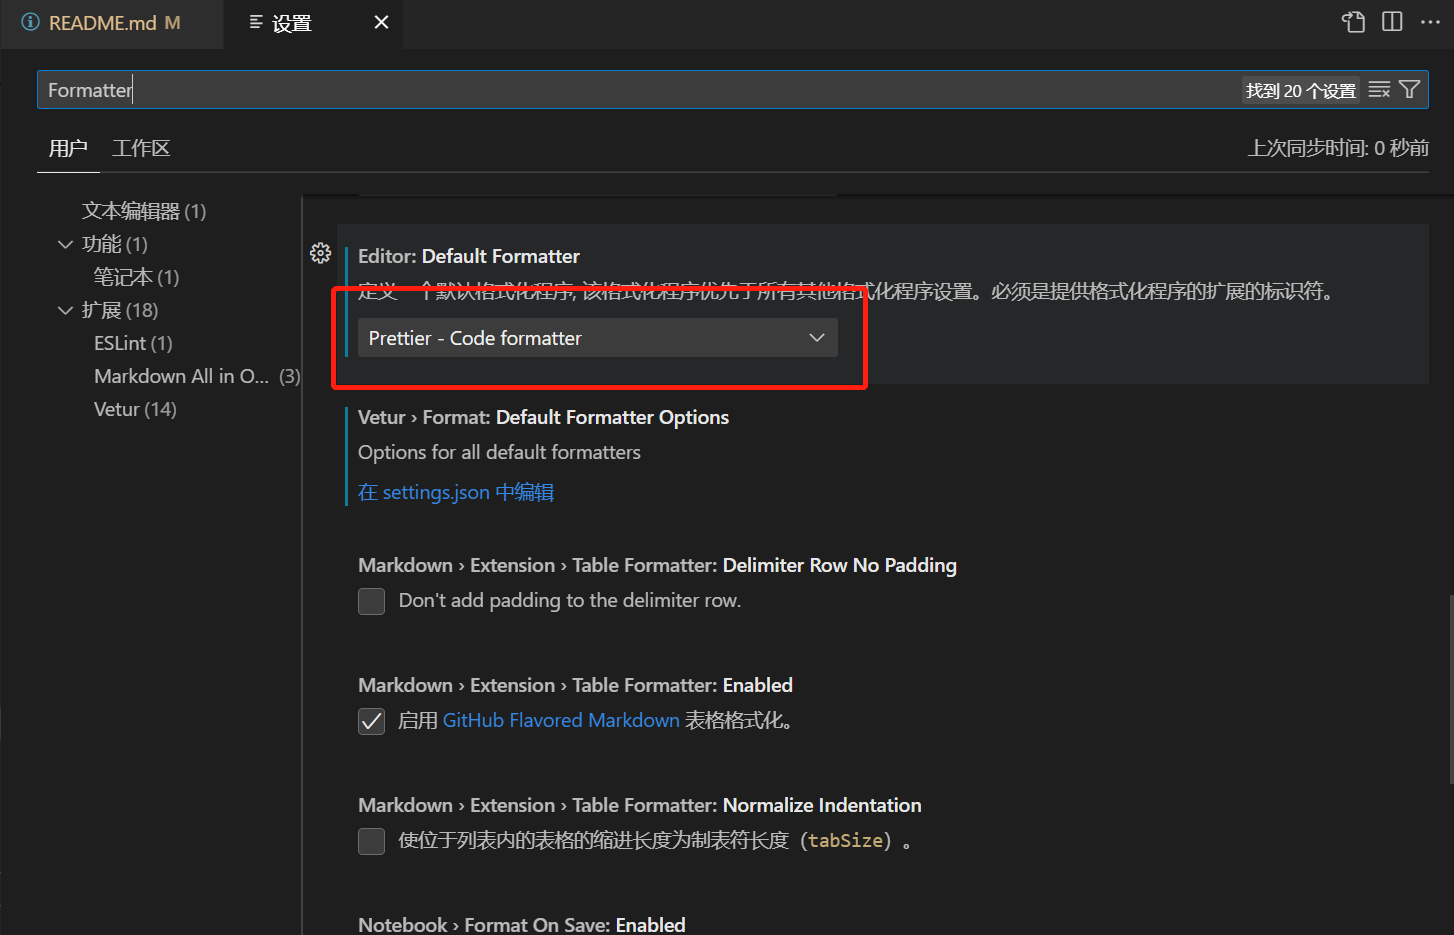 README.md M
设置
Formatter
找到 20 个设置
用户 工作区
上次同步时间: 0 秒前
文本编辑器 (1)
功能 (1)
笔记本 (1)
扩展 (18)
ESLint (1)
Markdown All in O... (3)
Vetur (14)
Editor: Default Formatter
定义一个默认格式化程序, 该格式化程序优先于所有其他格式化程序设置。必须是提供格式化程序的扩展的标识符。
Prettier - Code formatter
Vetur › Format: Default Formatter Options
Options for all default formatters
在 settings.json 中编辑
Markdown › Extension › Table Formatter: Delimiter Row No Padding
Don't add padding to the delimiter row.
Markdown › Extension › Table Formatter: Enabled
启用 GitHub Flavored Markdown 表格格式化。
Markdown › Extension › Table Formatter: Normalize Indentation
使位于列表内的表格的缩进长度为制表符长度（tabSize）。
Notebook › Format On Save: Enabled